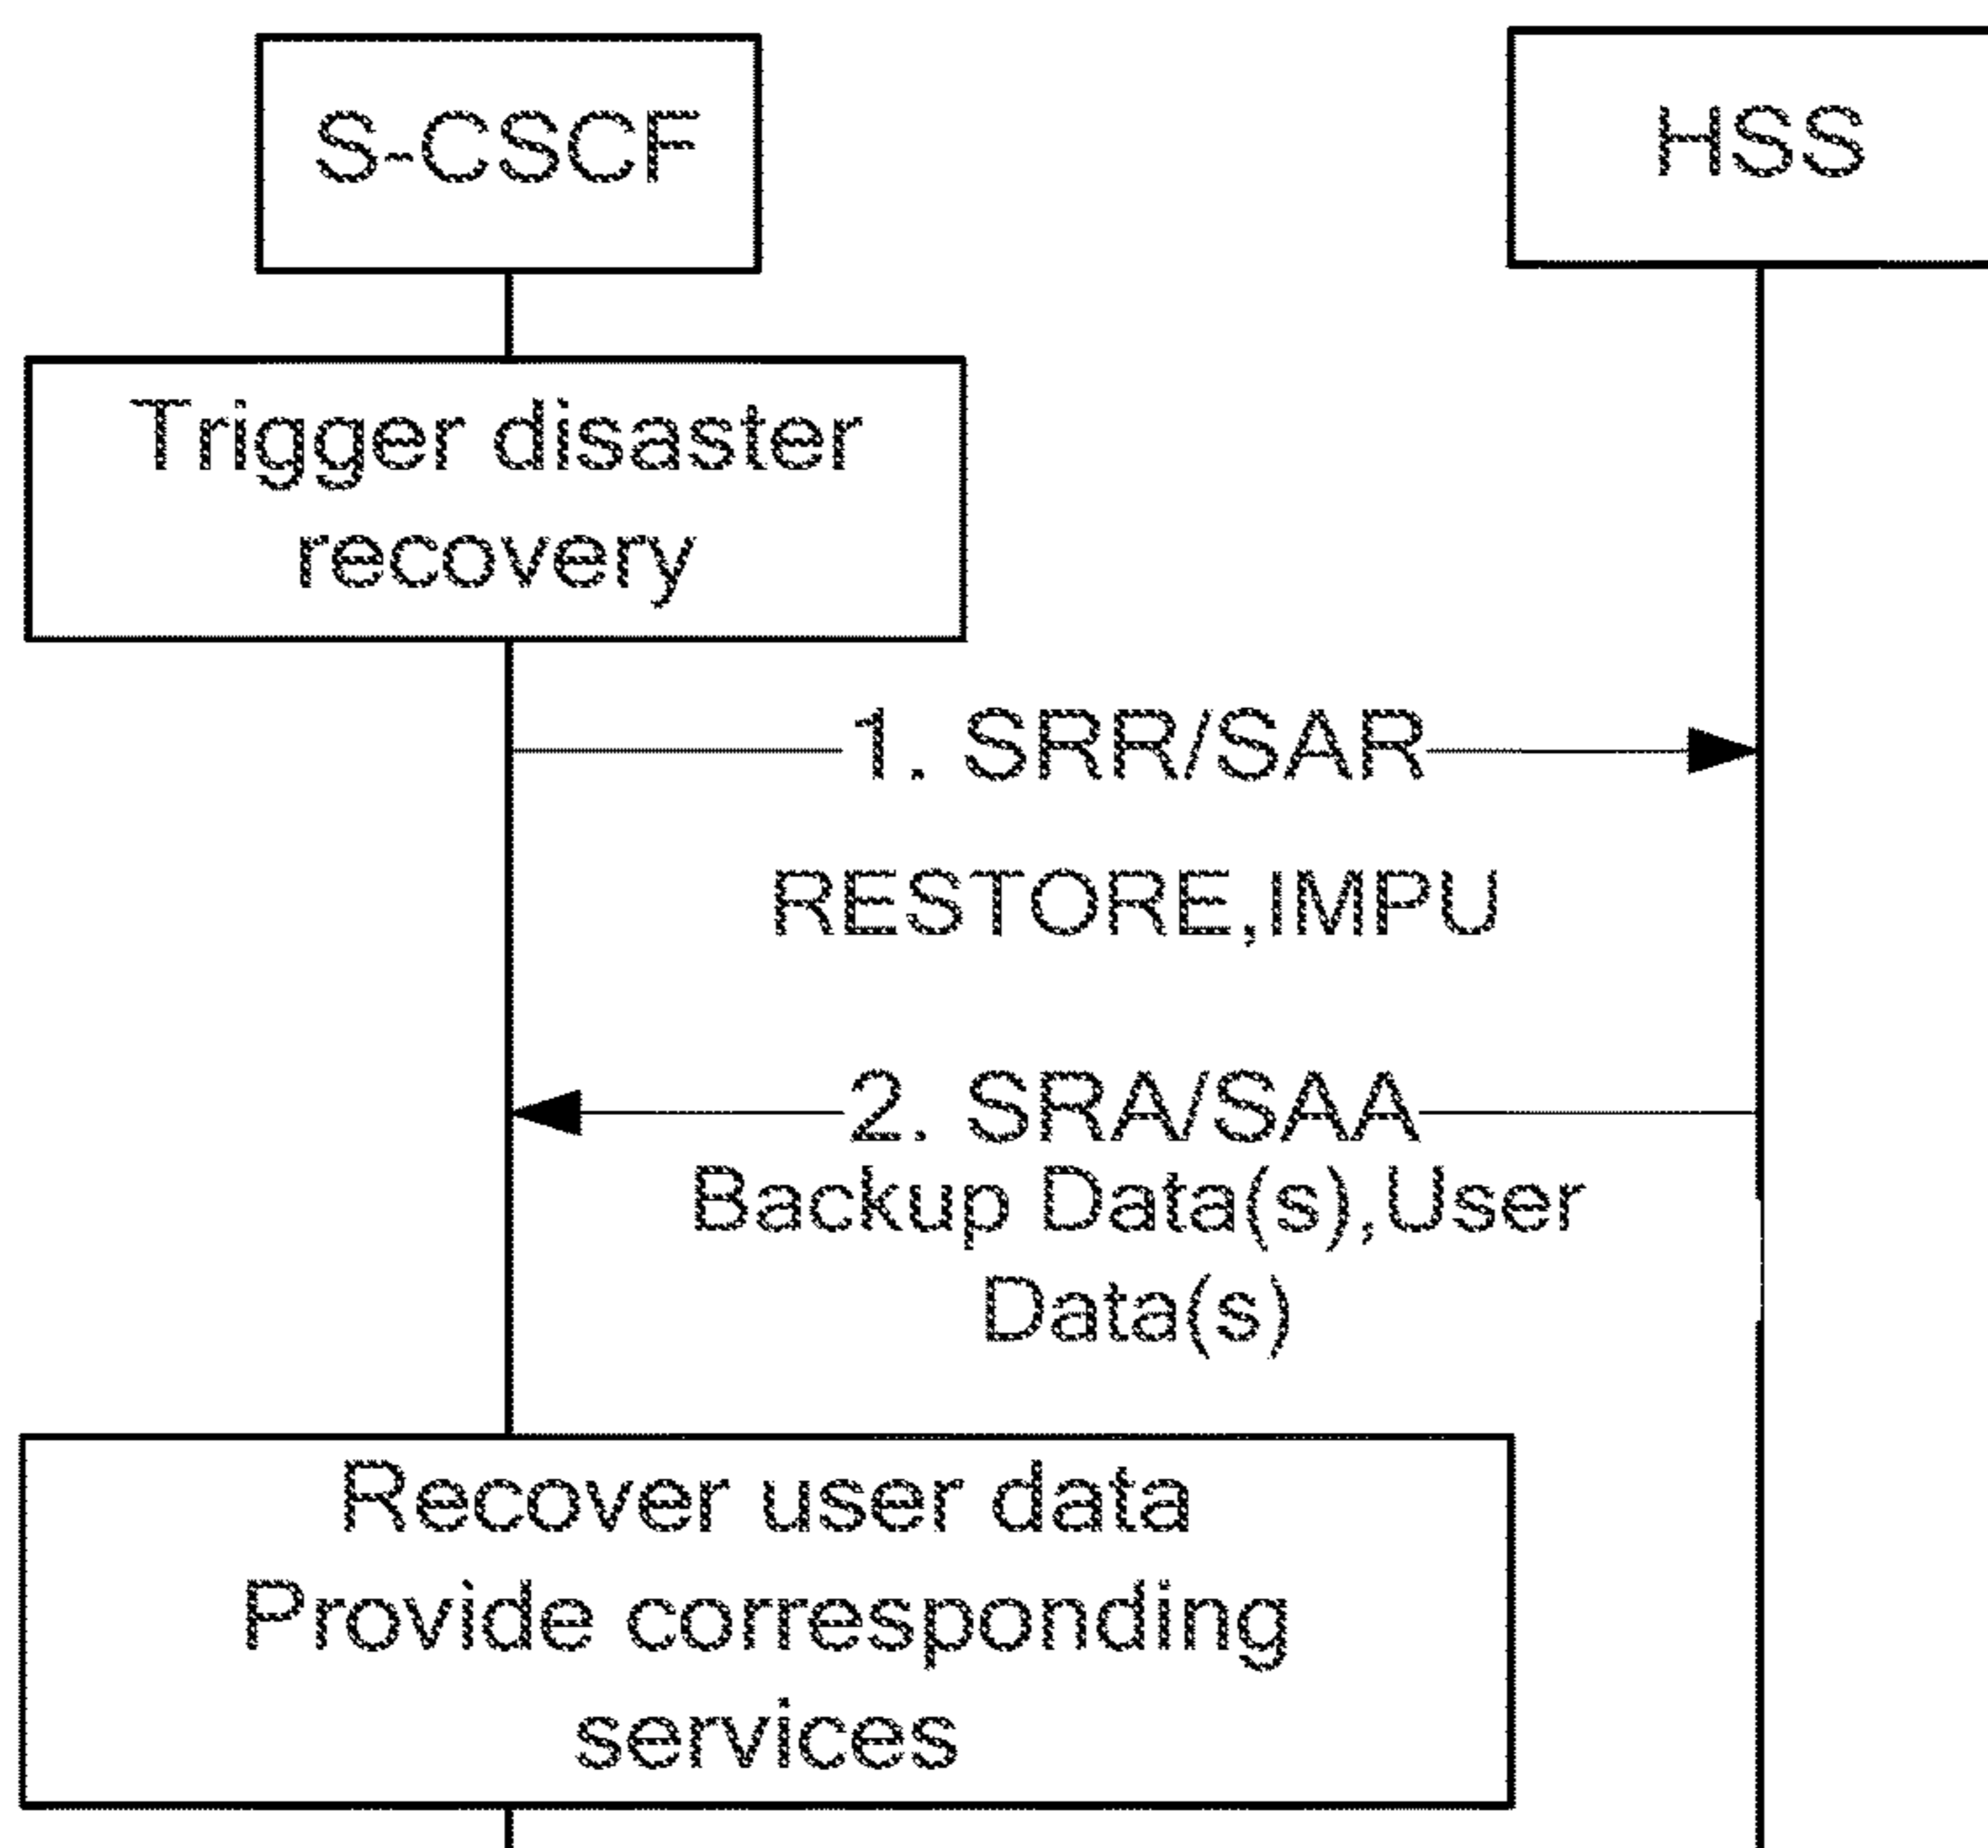 S-CSCF
HSS
Trigger disaster
recovery
1. SRR/SAR
RESTORE,IMPU
2. SRA/SAA
Backup Data(s),User
Data(s)
Recover user data
Provide corresponding
services